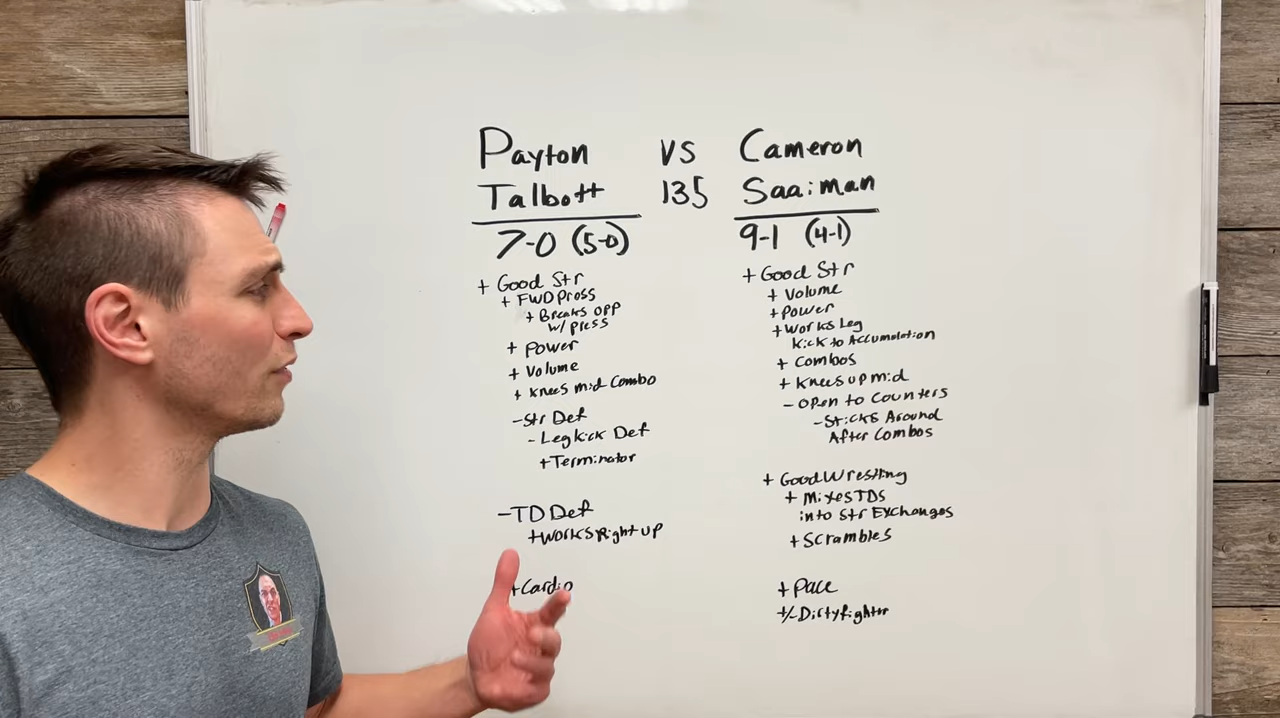 Payton vs Cameron
Talbott 135 Saaiman
7-0 (5-0)
+ Good Str
+ FWD Press
+ Breaks opp
w/ press
+ Power
+ Volume
+ Knees mid Combo
- Str Def
- Leg kick Def
+ Terminator
- TD Def
+ Works Right up
+ Cardio
9-1 (4-1)
+ Good Str
+ Volume
+ Power
+ Works Leg
Kick to Accumulation
+ Combos
+ Knees up mid
- open to Counters
- Sticks Around
After Combos
+ Good Wrestling
+ Mixes TDs
into Str Exchanges
+ Scrambles
+ Pace
+/- Dirty fighter